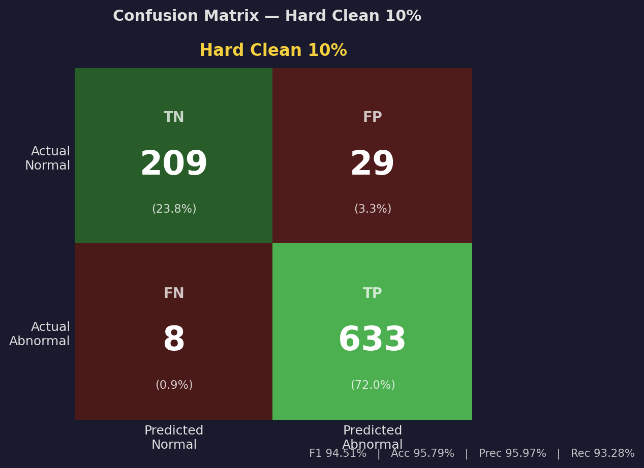 Confusion Matrix — Hard Clean 10%
Hard Clean 10%
Actual
Normal
TN
209
(23.8%)
FP
29
(3.3%)
Actual
Abnormal
FN
8
(0.9%)
TP
633
(72.0%)
Predicted
Normal
Predicted
Abnormal
F1 94.51% | Acc 95.79% | Prec 95.97% | Rec 93.28%